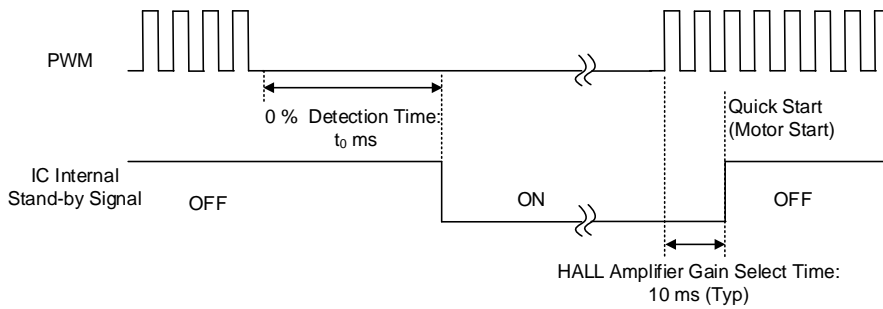 PWM
0 % Detection Time:
t₀ ms
Quick Start
(Motor Start)
IC Internal
Stand-by Signal
OFF
ON
OFF
HALL Amplifier Gain Select Time:
10 ms (Typ)